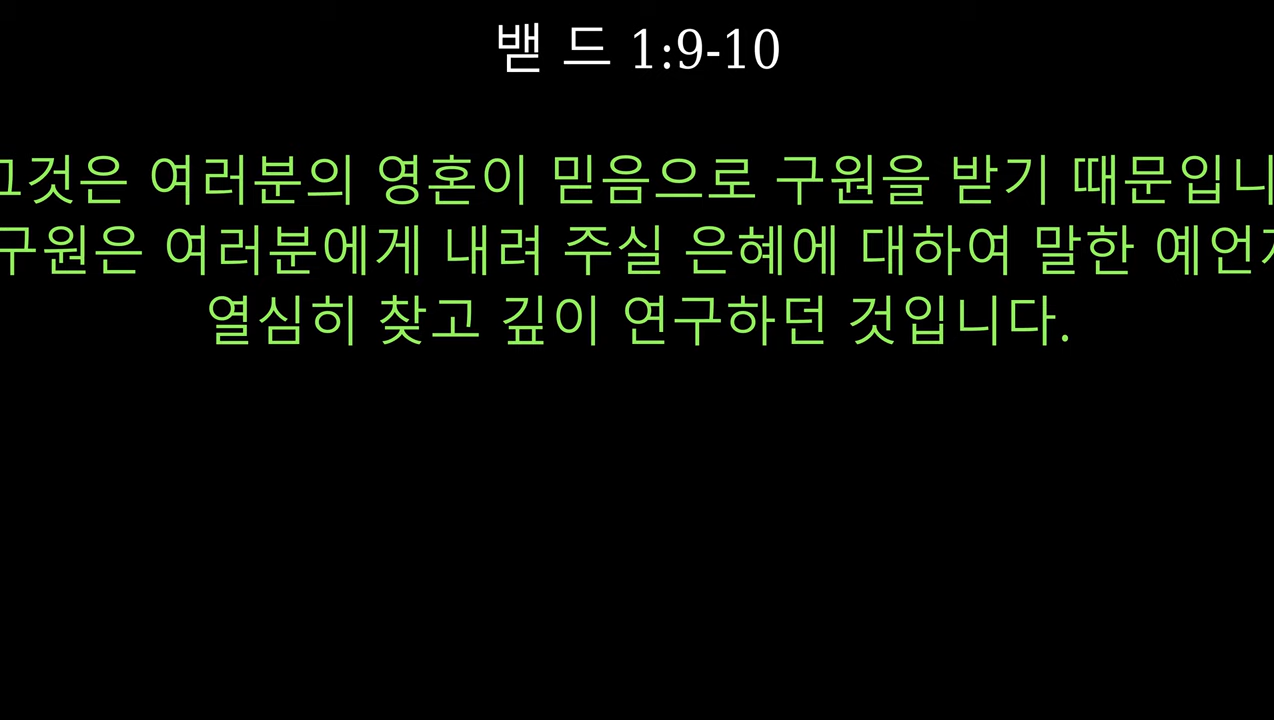 밷 드 1:9-10
그것은 여러분의 영혼이 믿음으로 구원을 받기 때문입니
구원은 여러분에게 내려 주실 은혜에 대하여 말한 예언
열심히 찾고 깊이 연구하던 것입니다.